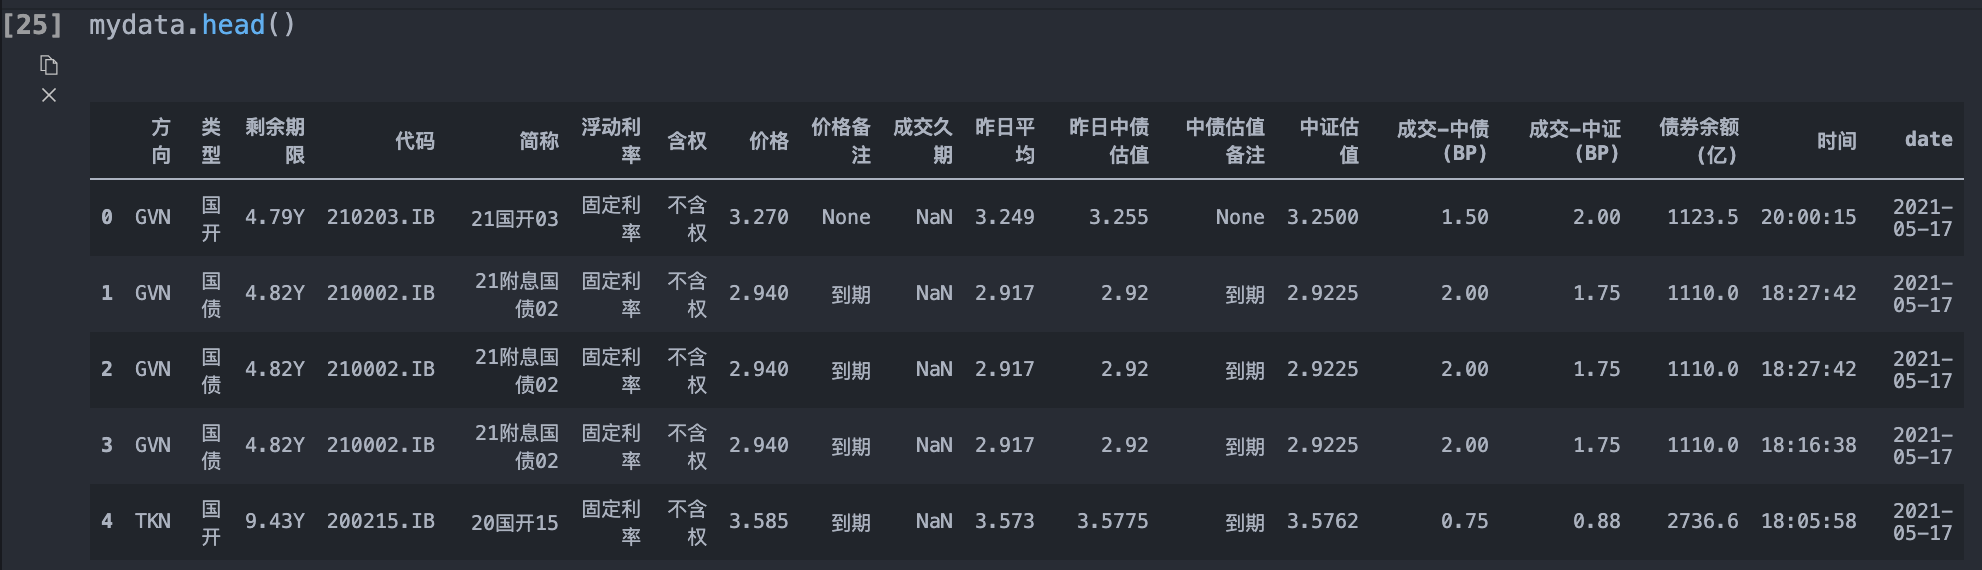 [25] mydata.head()
方向 类型 剩余期限 代码 简称 浮动利率 含权 价格 价格备注 成交久期 昨日平均 昨日中债估值 中债估值备注 中证估值 成交-中债(BP) 成交-中证(BP) 债券余额(亿) 时间 date
0 GVN 国开 4.79Y 210203.IB 21国开03 固定利率 不含权 3.270 None NaN 3.249 3.255 None 3.2500 1.50 2.00 1123.5 20:00:15 2021-05-17
1 GVN 国债 4.82Y 210002.IB 21附息国债02 固定利率 不含权 2.940 到期 NaN 2.917 2.92 到期 2.9225 2.00 1.75 1110.0 18:27:42 2021-05-17
2 GVN 国债 4.82Y 210002.IB 21附息国债02 固定利率 不含权 2.940 到期 NaN 2.917 2.92 到期 2.9225 2.00 1.75 1110.0 18:27:42 2021-05-17
3 GVN 国债 4.82Y 210002.IB 21附息国债02 固定利率 不含权 2.940 到期 NaN 2.917 2.92 到期 2.9225 2.00 1.75 1110.0 18:16:38 2021-05-17
4 TKN 国开 9.43Y 200215.IB 20国开15 固定利率 不含权 3.585 到期 NaN 3.573 3.5775 到期 3.5762 0.75 0.88 2736.6 18:05:58 2021-05-17